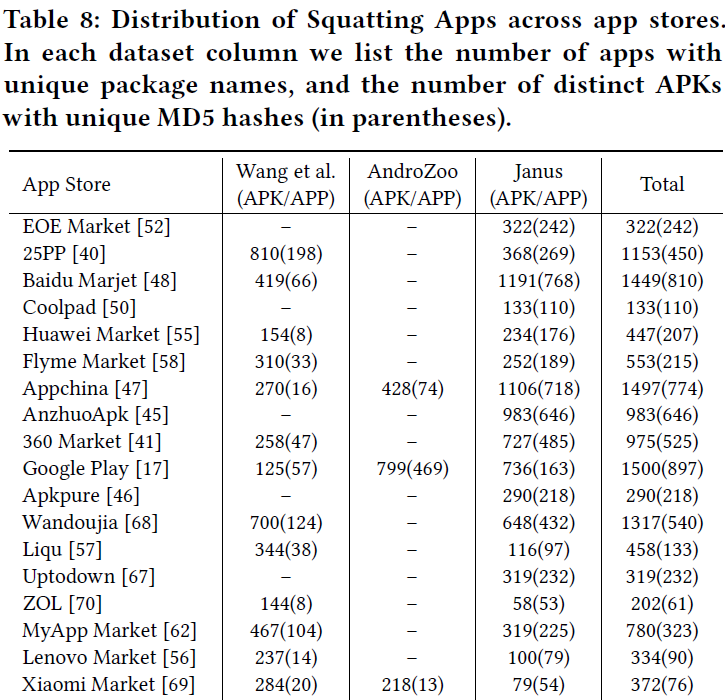 Table 8: Distribution of Squatting Apps across app stores.
In each dataset column we list the number of apps with
unique package names, and the number of distinct APKs
with unique MD5 hashes (in parentheses).
App Store Wang et al. (APK/APP) AndroZoo (APK/APP) Janus (APK/APP) Total
EOE Market [52] – – 322(242) 322(242)
25PP [40] 810(198) – 368(269) 1153(450)
Baidu Marjet [48] 419(66) – 1191(768) 1449(810)
Coolpad [50] – – 133(110) 133(110)
Huawei Market [55] 154(8) – 234(176) 447(207)
Flyme Market [58] 310(33) – 252(189) 553(215)
Appchina [47] 270(16) 428(74) 1106(718) 1497(774)
AnzhuoApk [45] – – 983(646) 983(646)
360 Market [41] 258(47) – 727(485) 975(525)
Google Play [17] 125(57) 799(469) 736(163) 1500(897)
Apkpure [46] – – 290(218) 290(218)
Wandoujia [68] 700(124) – 648(432) 1317(540)
Liqu [57] 344(38) – 116(97) 458(133)
Uptodown [67] – – 319(232) 319(232)
ZOL [70] 144(8) – 58(53) 202(61)
MyApp Market [62] 467(104) – 319(225) 780(323)
Lenovo Market [56] 237(14) – 100(79) 334(90)
Xiaomi Market [69] 284(20) 218(13) 79(54) 372(76)